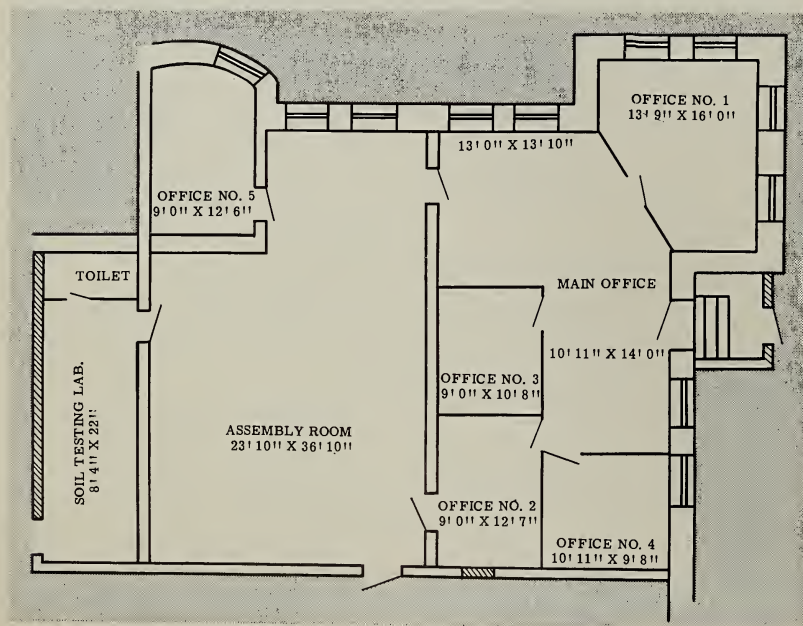 OFFICE NO. 1
13' 9" X 16' 0"
13' 0" X 13' 10"
OFFICE NO. 5
9' 0" X 12' 6"
TOILET
MAIN OFFICE
10' 11" X 14' 0"
OFFICE NO. 3
9' 0" X 10' 8"
SOIL TESTING LAB.
8' 4" X 22"
ASSEMBLY ROOM
23' 10" X 36' 10"
OFFICE NO. 2
9' 0" X 12' 7"
OFFICE NO. 4
10' 11" X 9' 8"